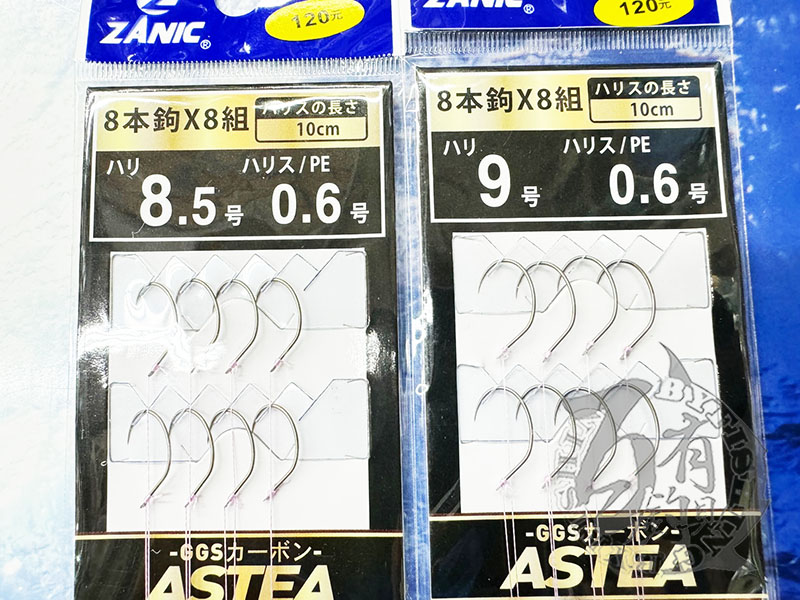 ZANIC®
120元
8本鉤X8組
ハリスの長さ
10cm
ハリ
8.5号
ハリス/PE
0.6号
-GGSカーボン-
ASTEA
ZANIC®
120元
8本鉤X8組
ハリスの長さ
10cm
ハリ
9号
ハリス/PE
0.6号
-GGSカーボン-
ASTEA